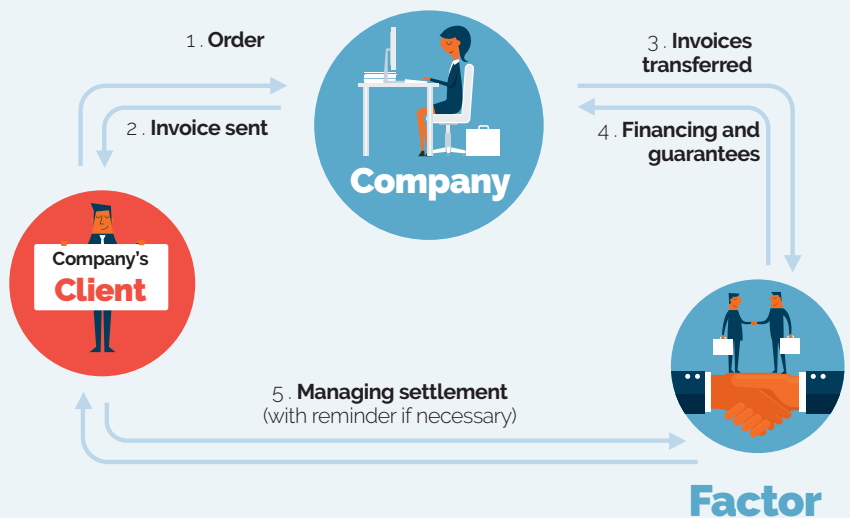 1 . Order
2 . Invoice sent
Company
3 . Invoices
transferred
4 . Financing and
guarantees
Company's
Client
5 . Managing settlement
(with reminder if necessary)
Factor